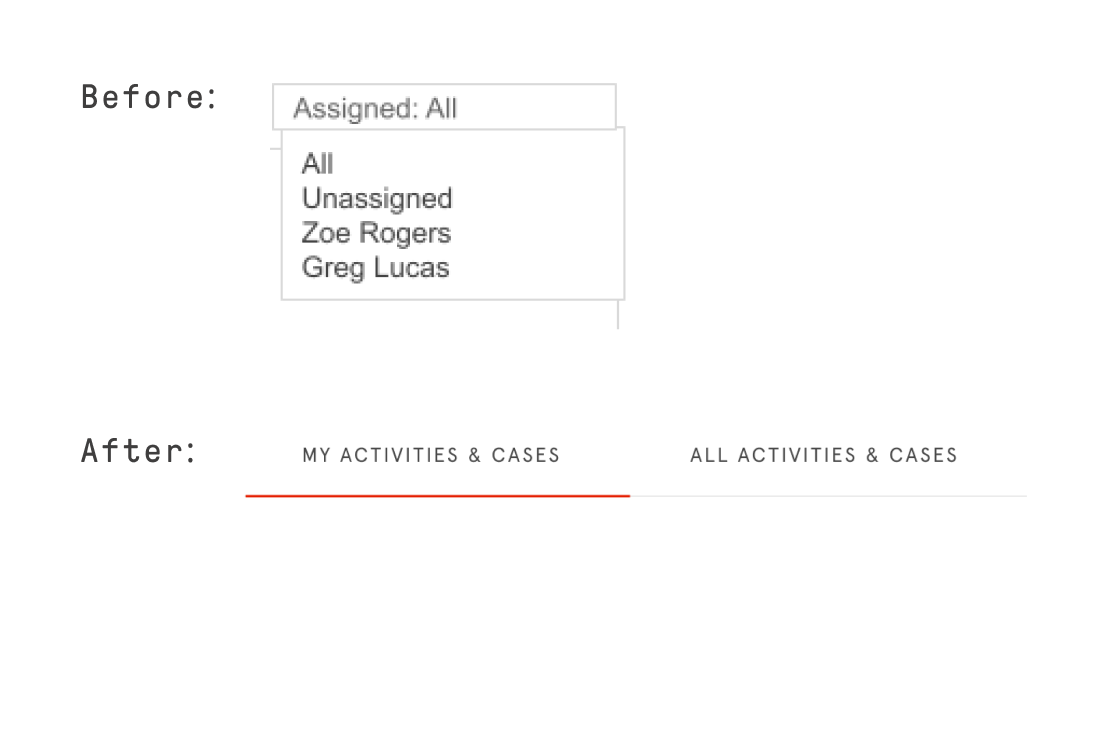 Before:
Assigned: All
All
Unassigned
Zoe Rogers
Greg Lucas
After:
MY ACTIVITIES & CASES
ALL ACTIVITIES & CASES